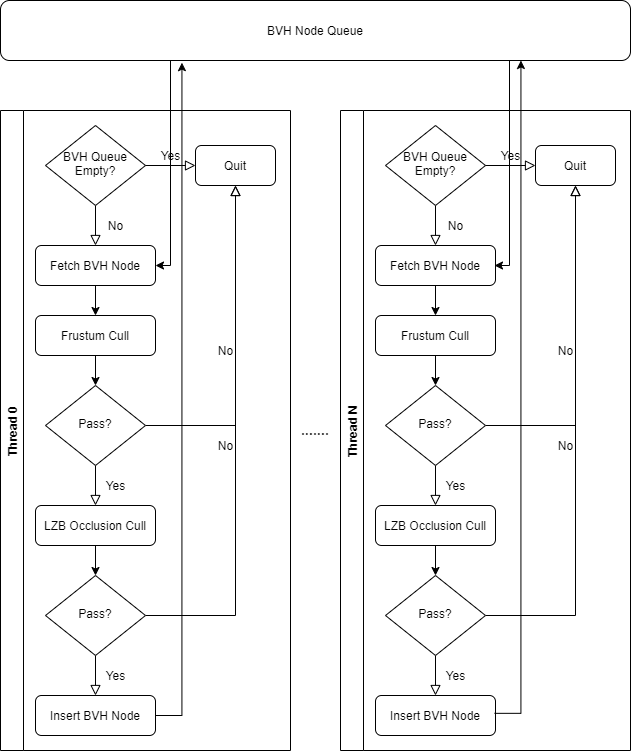 BVH Node Queue
Thread 0
BVH Queue
Empty?
Yes
Quit
No
Fetch BVH Node
Frustum Cull
No
Pass?
No
Yes
LZB Occlusion Cull
Pass?
Yes
Insert BVH Node
.......
Thread N
BVH Queue
Empty?
Yes
Quit
No
Fetch BVH Node
Frustum Cull
No
Pass?
No
Yes
LZB Occlusion Cull
Pass?
Yes
Insert BVH Node